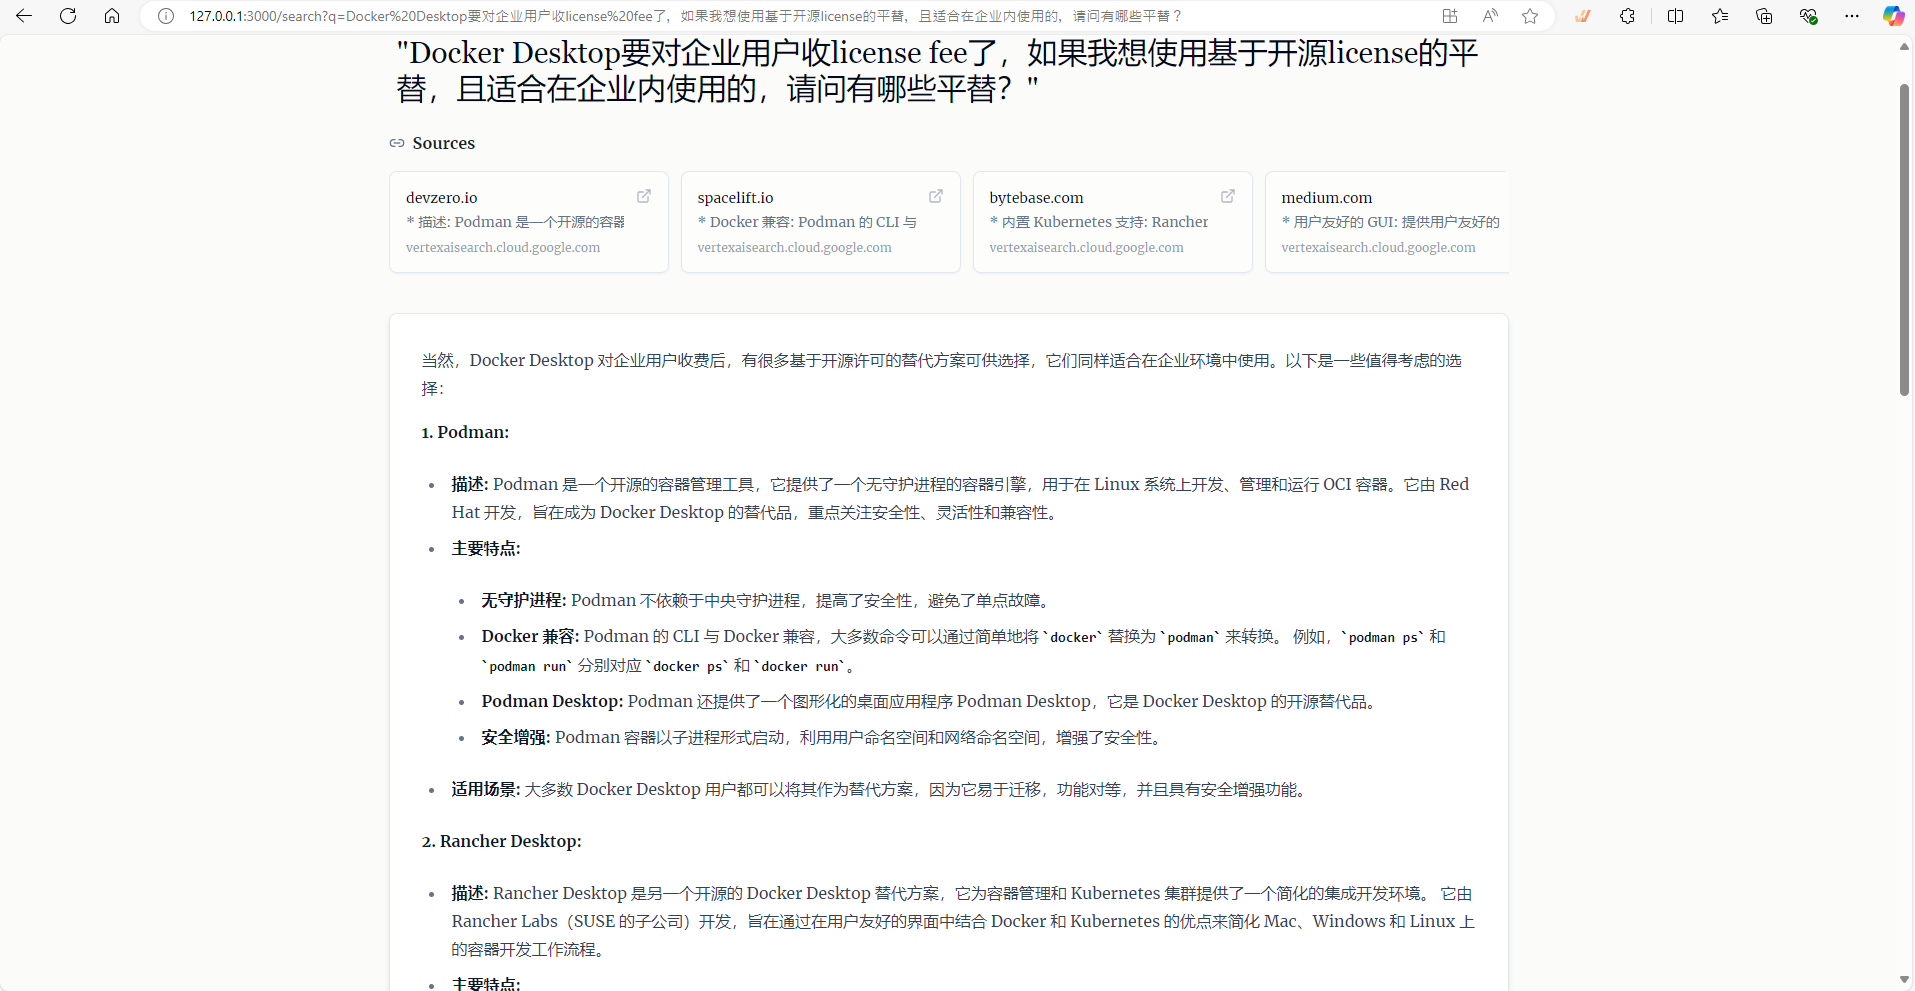 127.0.0.1:3000/search?q=Docker%20Desktop要对企业用户收license%20fee了，如果我想使用基于开源license的平替，且适合在企业内使用的，请问有哪些平替？
"Docker Desktop要对企业用户收license fee了，如果我想使用基于开源license的平
替，且适合在企业内使用的，请问有哪些平替？"
Sources
devzero.io
* 描述: Podman 是一个开源的容器
vertexaisearch.cloud.google.com
spacelift.io
* Docker 兼容: Podman 的 CLI 与
vertexaisearch.cloud.google.com
bytebase.com
* 内置 Kubernetes 支持: Rancher
vertexaisearch.cloud.google.com
medium.com
* 用户友好的 GUI: 提供用户友好的
vertexaisearch.cloud.google.com
当然，Docker Desktop 对企业用户收费后，有很多基于开源许可的替代方案可供选择，它们同样适合在企业环境中使用。以下是一些值得考虑的选
择：
1. Podman:
• 描述: Podman 是一个开源的容器管理工具，它提供了一个无守护进程的容器引擎，用于在 Linux 系统上开发、管理和运行 OCI 容器。它由 Red
Hat 开发，旨在成为 Docker Desktop 的替代品，重点关注安全性、灵活性和兼容性。
• 主要特点:
• 无守护进程: Podman 不依赖于中央守护进程，提高了安全性，避免了单点故障。
• Docker 兼容: Podman 的 CLI 与 Docker 兼容，大多数命令可以通过简单地将 `docker` 替换为 `podman` 来转换。 例如，`podman ps` 和
`podman run` 分别对应 `docker ps` 和 `docker run`。
• Podman Desktop: Podman 还提供了一个图形化的桌面应用程序 Podman Desktop，它是 Docker Desktop 的开源替代品。
• 安全增强: Podman 容器以子进程形式启动，利用用户命名空间和网络命名空间，增强了安全性。
• 适用场景: 大多数 Docker Desktop 用户都可以将其作为替代方案，因为它易于迁移，功能对等，并且具有安全增强功能。
2. Rancher Desktop:
• 描述: Rancher Desktop 是另一个开源的 Docker Desktop 替代方案，它为容器管理和 Kubernetes 集群提供了一个简化的集成开发环境。 它由
Rancher Labs（SUSE 的子公司）开发，旨在通过在用户友好的界面中结合 Docker 和 Kubernetes 的优点来简化 Mac、Windows 和 Linux 上
的容器开发工作流程。
• 主要特点: